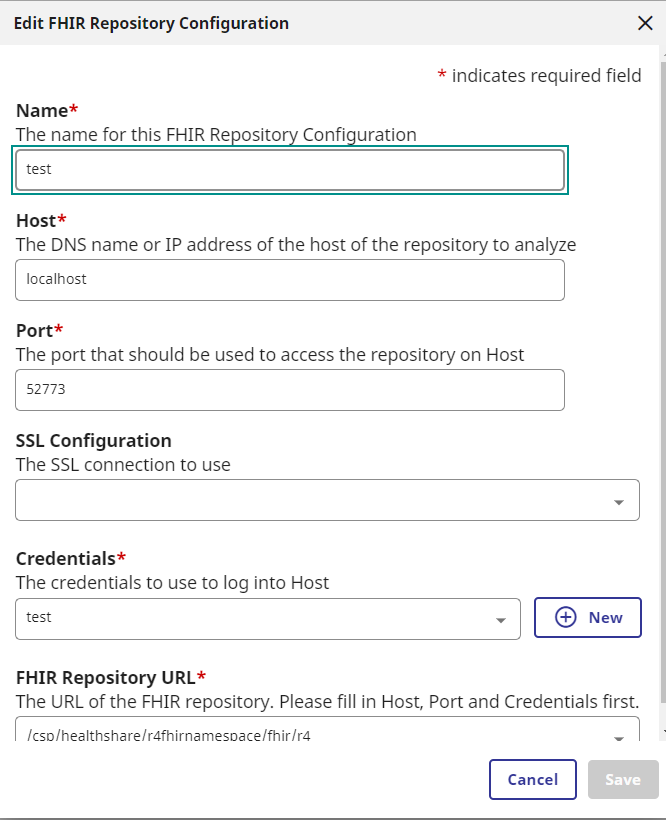 Edit FHIR Repository Configuration
* indicates required field
Name*
The name for this FHIR Repository Configuration
test
Host*
The DNS name or IP address of the host of the repository to analyze
localhost
Port*
The port that should be used to access the repository on Host
52773
SSL Configuration
The SSL connection to use
Credentials*
The credentials to use to log into Host
test
New
FHIR Repository URL*
The URL of the FHIR repository. Please fill in Host, Port and Credentials first.
/csp/healthshare/r4fhirnamespace/fhir/r4
Cancel
Save